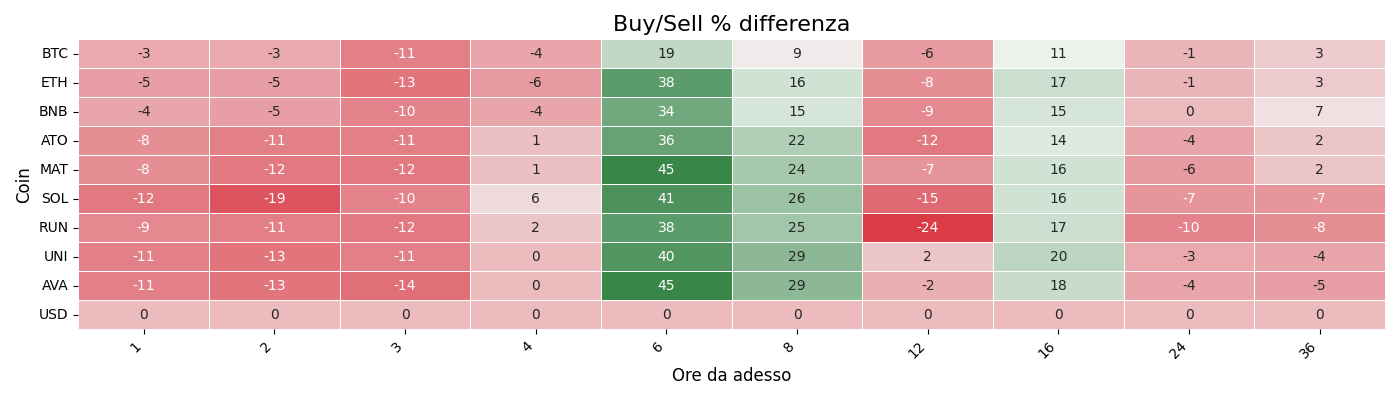 Buy/Sell % differenza
Coin
BTC -3 -3 -11 -4 19 9 -6 11 -1 3
ETH -5 -5 -13 -6 38 16 -8 17 -1 3
BNB -4 -5 -10 -4 34 15 -9 15 0 7
ATO -8 -11 -11 1 36 22 -12 14 -4 2
MAT -8 -12 -12 1 45 24 -7 16 -6 2
SOL -12 -19 -10 6 41 26 -15 16 -7 -7
RUN -9 -11 -12 2 38 25 -24 17 -10 -8
UNI -11 -13 -11 0 40 29 2 20 -3 -4
AVA -11 -13 -14 0 45 29 -2 18 -4 -5
USD 0 0 0 0 0 0 0 0 0 0
1 2 3 4 6 8 12 16 24 36
Ore da adesso